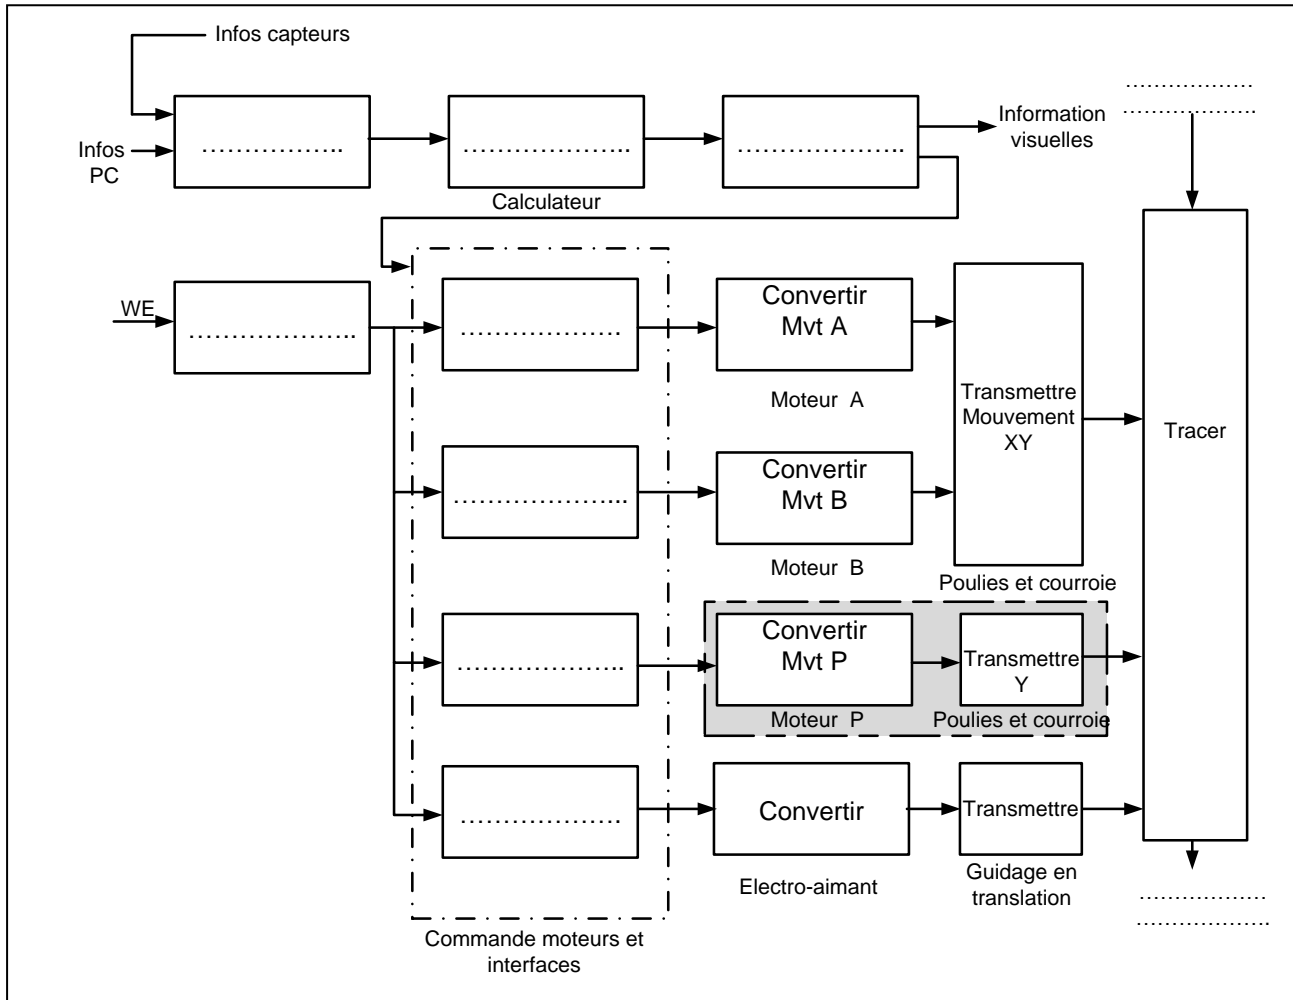 Infos capteurs
……………..
Infos
PC
………………..
Calculateur
………………..
Information
visuelles
……………….
……………….
WE
………………..
……………….
Convertir
Mvt A
Moteur A
Transmettre
Mouvement
XY
Tracer
………………...
Convertir
Mvt B
Moteur B
Poulies et courroie
………………..
Convertir
Mvt P
Moteur P
Transmettre
Y
Poulies et courroie
……………….
Convertir
Electro-aimant
Transmettre
Guidage en
translation
Commande moteurs et
interfaces
……………….
………………..